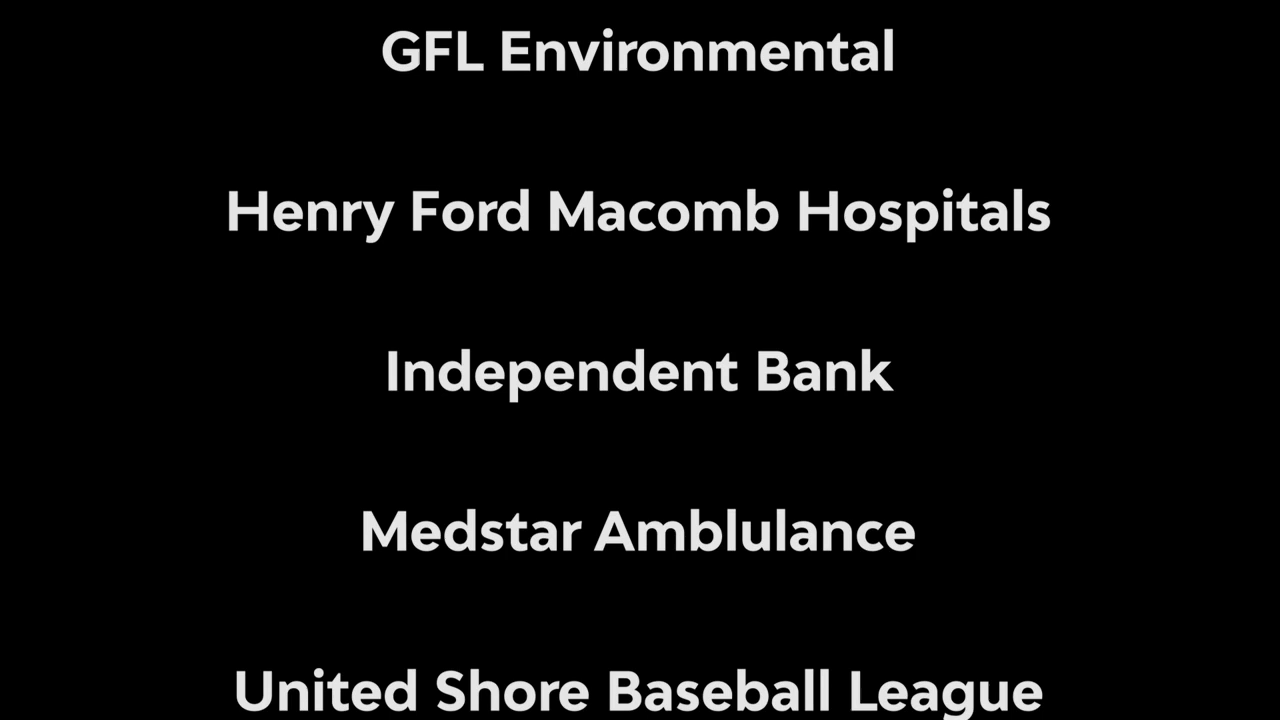 GFL Environmental
Henry Ford Macomb Hospitals
Independent Bank
Medstar Amblulance
United Shore Baseball League